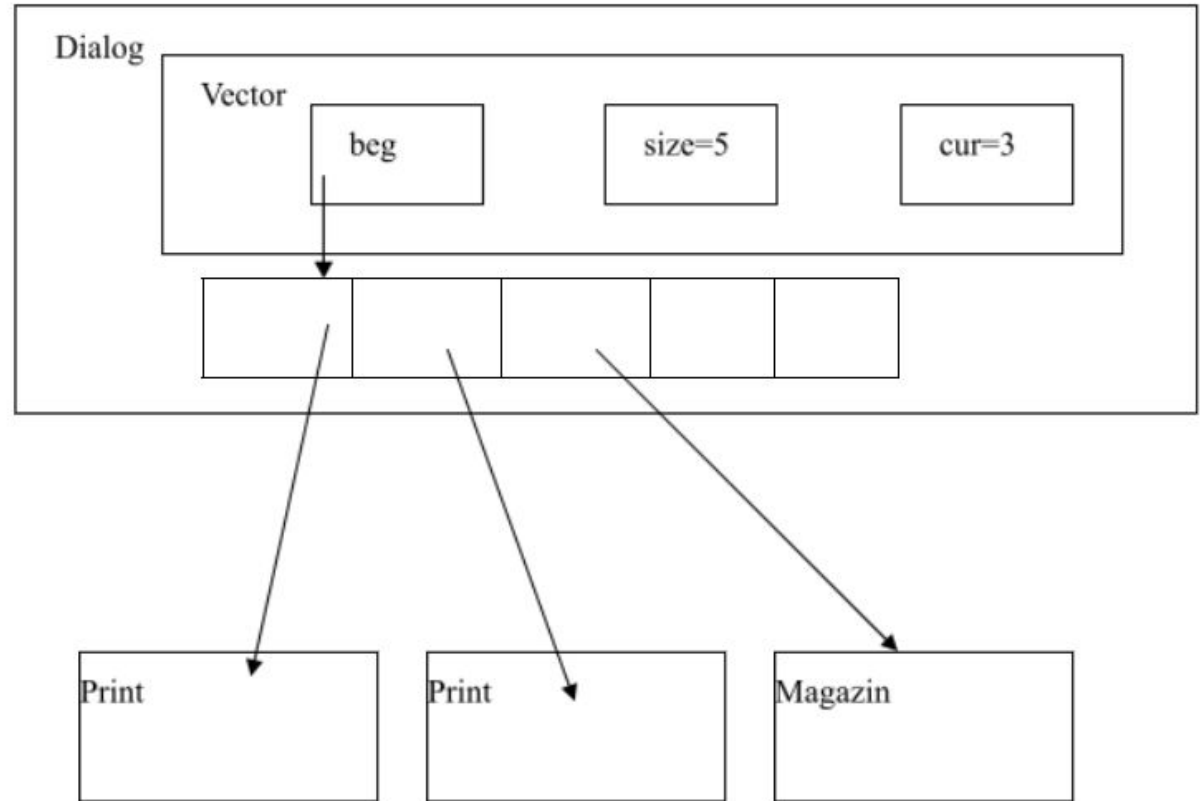 Dialog
Vector
beg
size=5
cur=3
Print
Print
Magazin